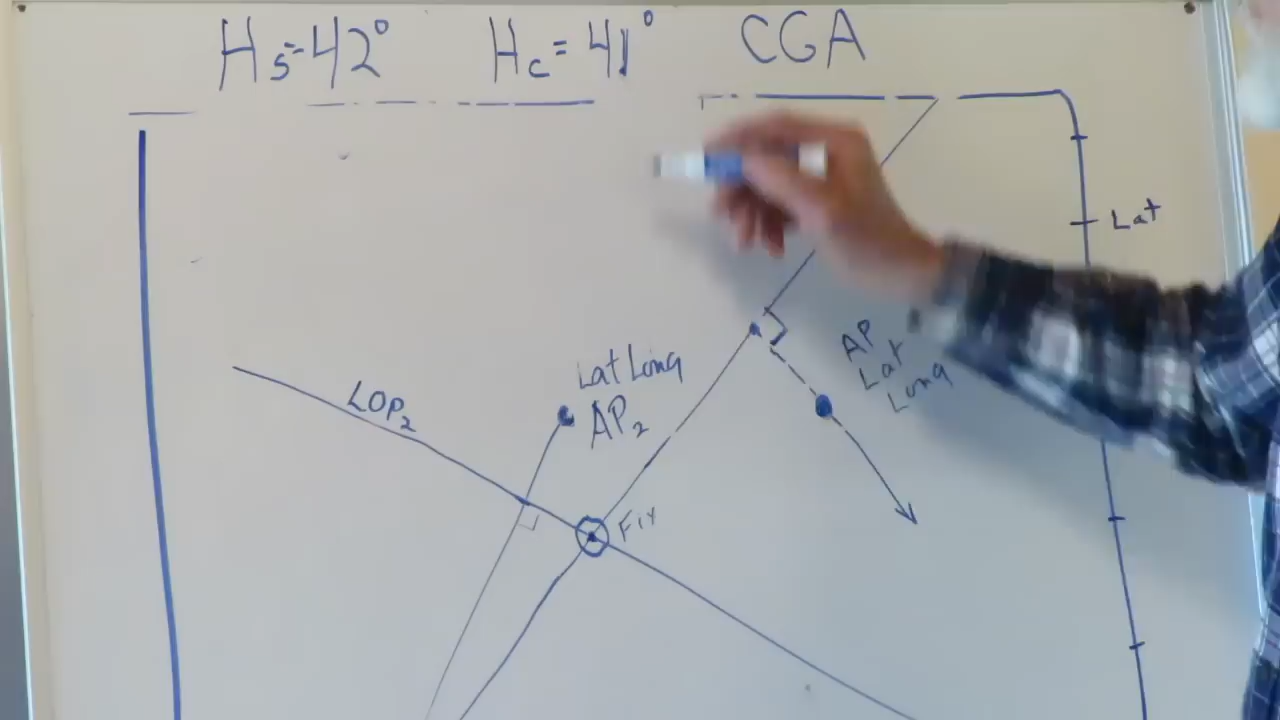 Hs=42° Hc=41° CGA
Lat
AP
Lat
Long
Lat Long
AP2
LOP2
Fix